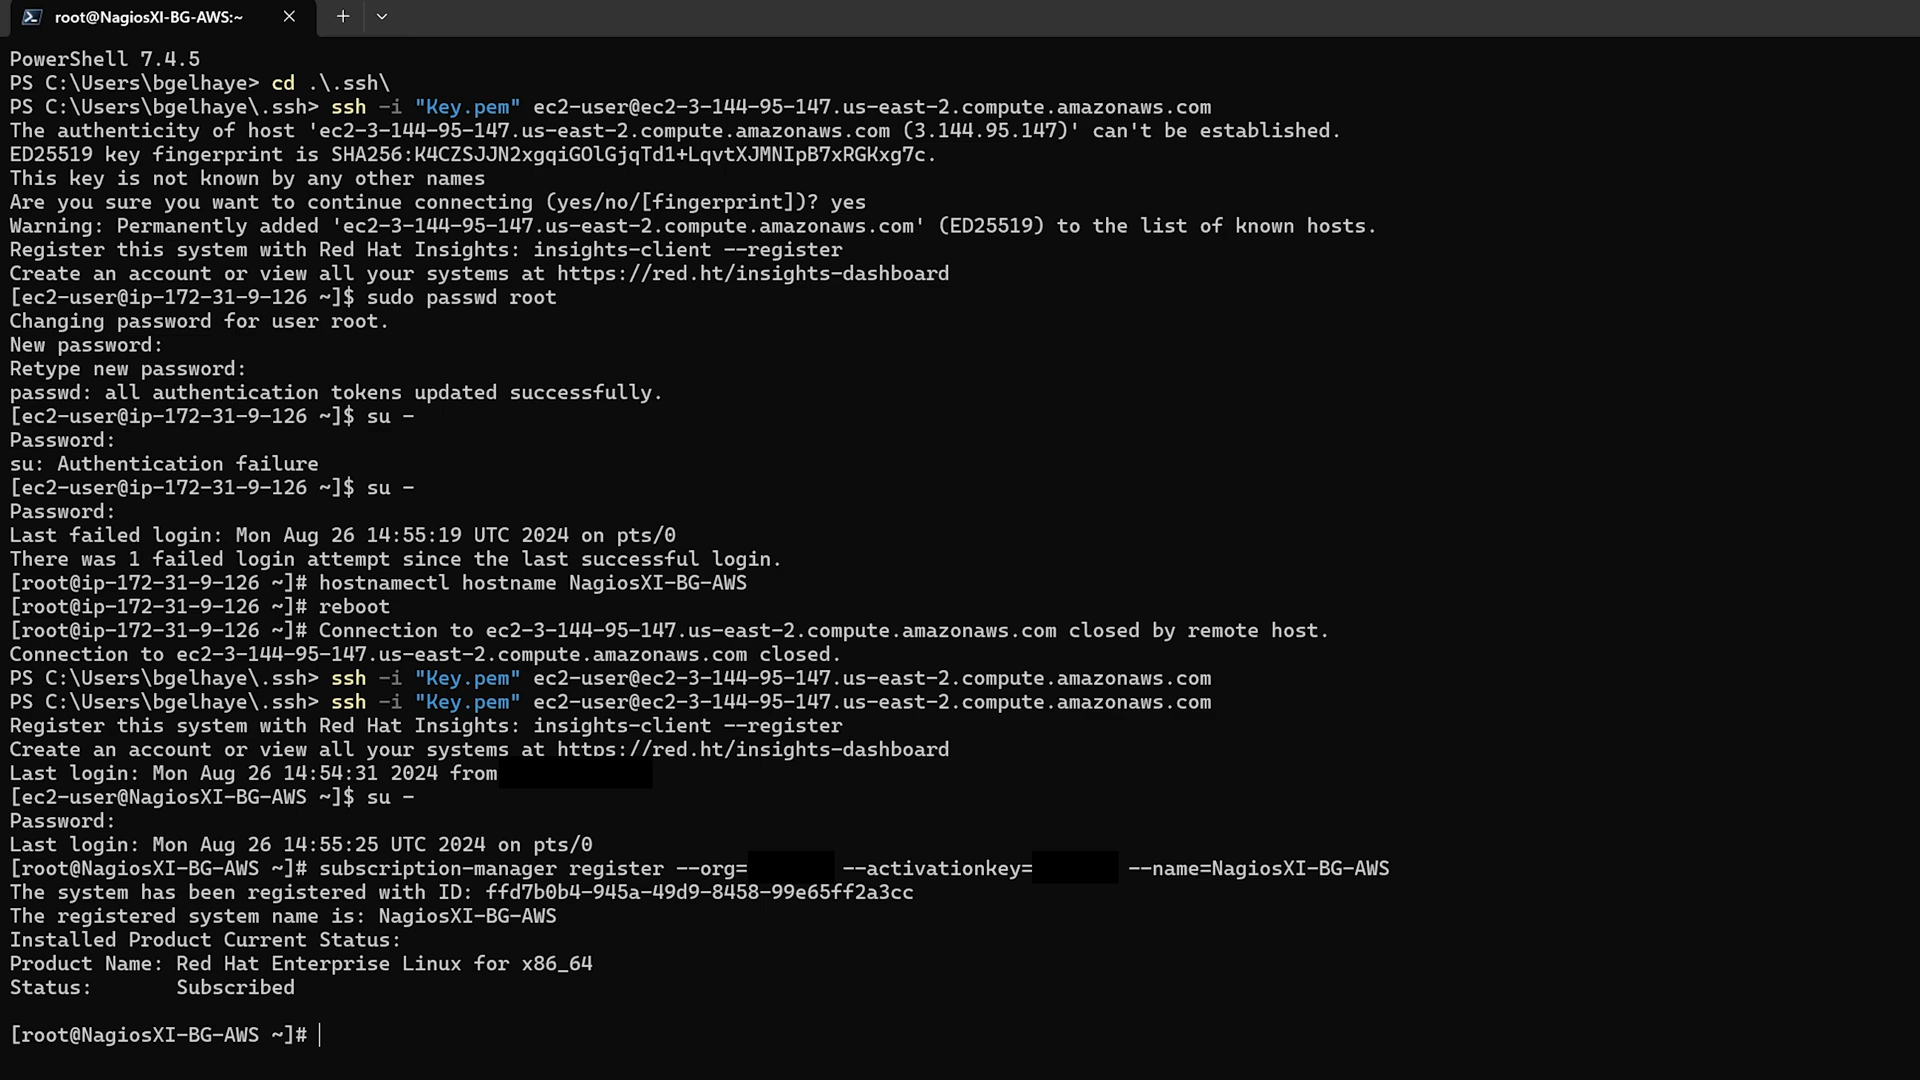 root@NagiosXI-BG-AWS:~
PowerShell 7.4.5
PS C:\Users\bgelhaye> cd .\.ssh\
PS C:\Users\bgelhaye\.ssh> ssh -i "Key.pem" ec2-user@ec2-3-144-95-147.us-east-2.compute.amazonaws.com
The authenticity of host 'ec2-3-144-95-147.us-east-2.compute.amazonaws.com (3.144.95.147)' can't be established.
ED25519 key fingerprint is SHA256:K4CZSJJN2xgqiGOlGjqTd1+LqvtXJMNIpB7xRGKxg7c.
This key is not known by any other names
Are you sure you want to continue connecting (yes/no/[fingerprint])? yes
Warning: Permanently added 'ec2-3-144-95-147.us-east-2.compute.amazonaws.com' (ED25519) to the list of known hosts.
Register this system with Red Hat Insights: insights-client --register
Create an account or view all your systems at https://red.ht/insights-dashboard
[ec2-user@ip-172-31-9-126 ~]$ sudo passwd root
Changing password for user root.
New password:
Retype new password:
passwd: all authentication tokens updated successfully.
[ec2-user@ip-172-31-9-126 ~]$ su -
Password:
su: Authentication failure
[ec2-user@ip-172-31-9-126 ~]$ su -
Password:
Last failed login: Mon Aug 26 14:55:19 UTC 2024 on pts/0
There was 1 failed login attempt since the last successful login.
[root@ip-172-31-9-126 ~]# hostnamectl hostname NagiosXI-BG-AWS
[root@ip-172-31-9-126 ~]# reboot
[root@ip-172-31-9-126 ~]# Connection to ec2-3-144-95-147.us-east-2.compute.amazonaws.com closed by remote host.
Connection to ec2-3-144-95-147.us-east-2.compute.amazonaws.com closed.
PS C:\Users\bgelhaye\.ssh> ssh -i "Key.pem" ec2-user@ec2-3-144-95-147.us-east-2.compute.amazonaws.com
PS C:\Users\bgelhaye\.ssh> ssh -i "Key.pem" ec2-user@ec2-3-144-95-147.us-east-2.compute.amazonaws.com
Register this system with Red Hat Insights: insights-client --register
Create an account or view all your systems at https://red.ht/insights-dashboard
Last login: Mon Aug 26 14:54:31 2024 from
[ec2-user@NagiosXI-BG-AWS ~]$ su -
Password:
Last login: Mon Aug 26 14:55:25 UTC 2024 on pts/0
[root@NagiosXI-BG-AWS ~]# subscription-manager register --org= --activationkey= --name=NagiosXI-BG-AWS
The system has been registered with ID: ffd7b0b4-945a-49d9-8458-99e65ff2a3cc
The registered system name is: NagiosXI-BG-AWS
Installed Product Current Status:
Product Name: Red Hat Enterprise Linux for x86_64
Status:       Subscribed
[root@NagiosXI-BG-AWS ~]#